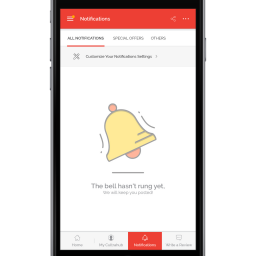 Notifications
ALL NOTIFICATIONS SPECIAL OFFERS OTHERS
Customize Your Notifications Settings
The bell hasn't rung yet.
We will keep you posted!
Home My Cashback Notifications Write a Review